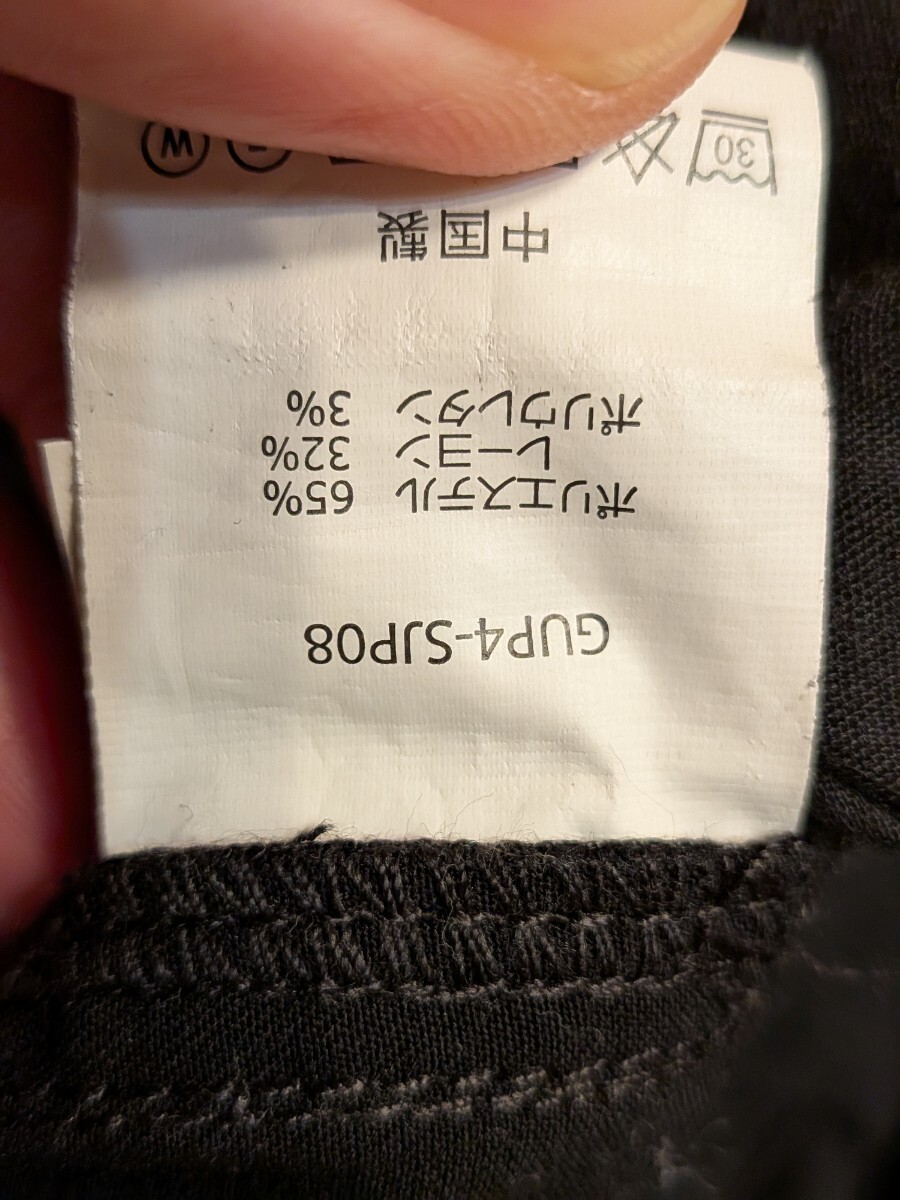 GUP4-SJP08
ポリエステル 65%
レーヨン 32%
ポリウレタン 3%
中国製
30 W